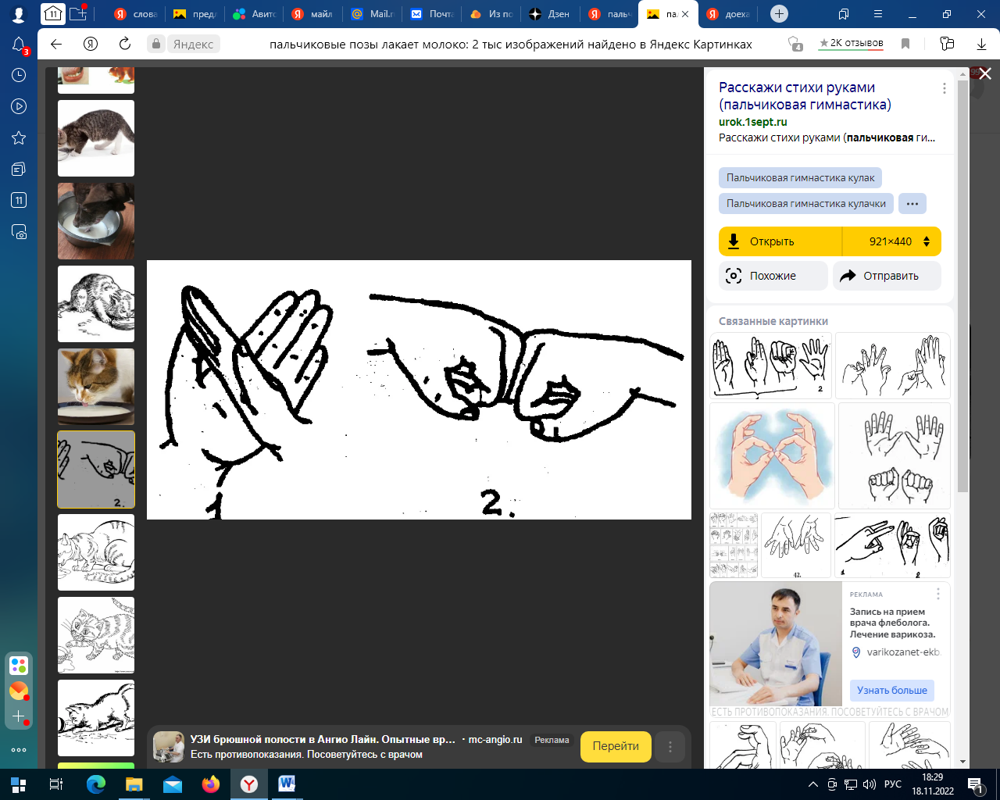 11
слова
пред
Авито
майл
Mail.r
Почта
Из по
Дзен
пальч
па
доеха
Яндекс
пальчиковые позы лакает молоко: 2 тыс изображений найдено в Яндекс Картинках
4
★ 2К отзывов
3
11
1
2.
2.
Расскажи стихи руками
(пальчиковая гимнастика)
urok.1sept.ru
Расскажи стихи руками (пальчиковая ги...
Пальчиковая гимнастика кулак
Пальчиковая гимнастика кулачки
Открыть
921×440
Похожие
Отправить
Связанные картинки
2
42.
1
2
РЕКЛАМА
Запись на прием
врача флеболога.
Лечение варикоза.
varikozanet-ekb.
Узнать больше
ЕСТЬ ПРОТИВОПОКАЗАНИЯ. ПОСОВЕТУЙТЕСЬ С ВРАЧОМ
УЗИ брюшной полости в Ангио Лайн. Опытные вр... · mc-angio.ru
Реклама
Есть противопоказания. Посоветуйтесь с врачом
Перейти
РУС
18:29
18.11.2022
1